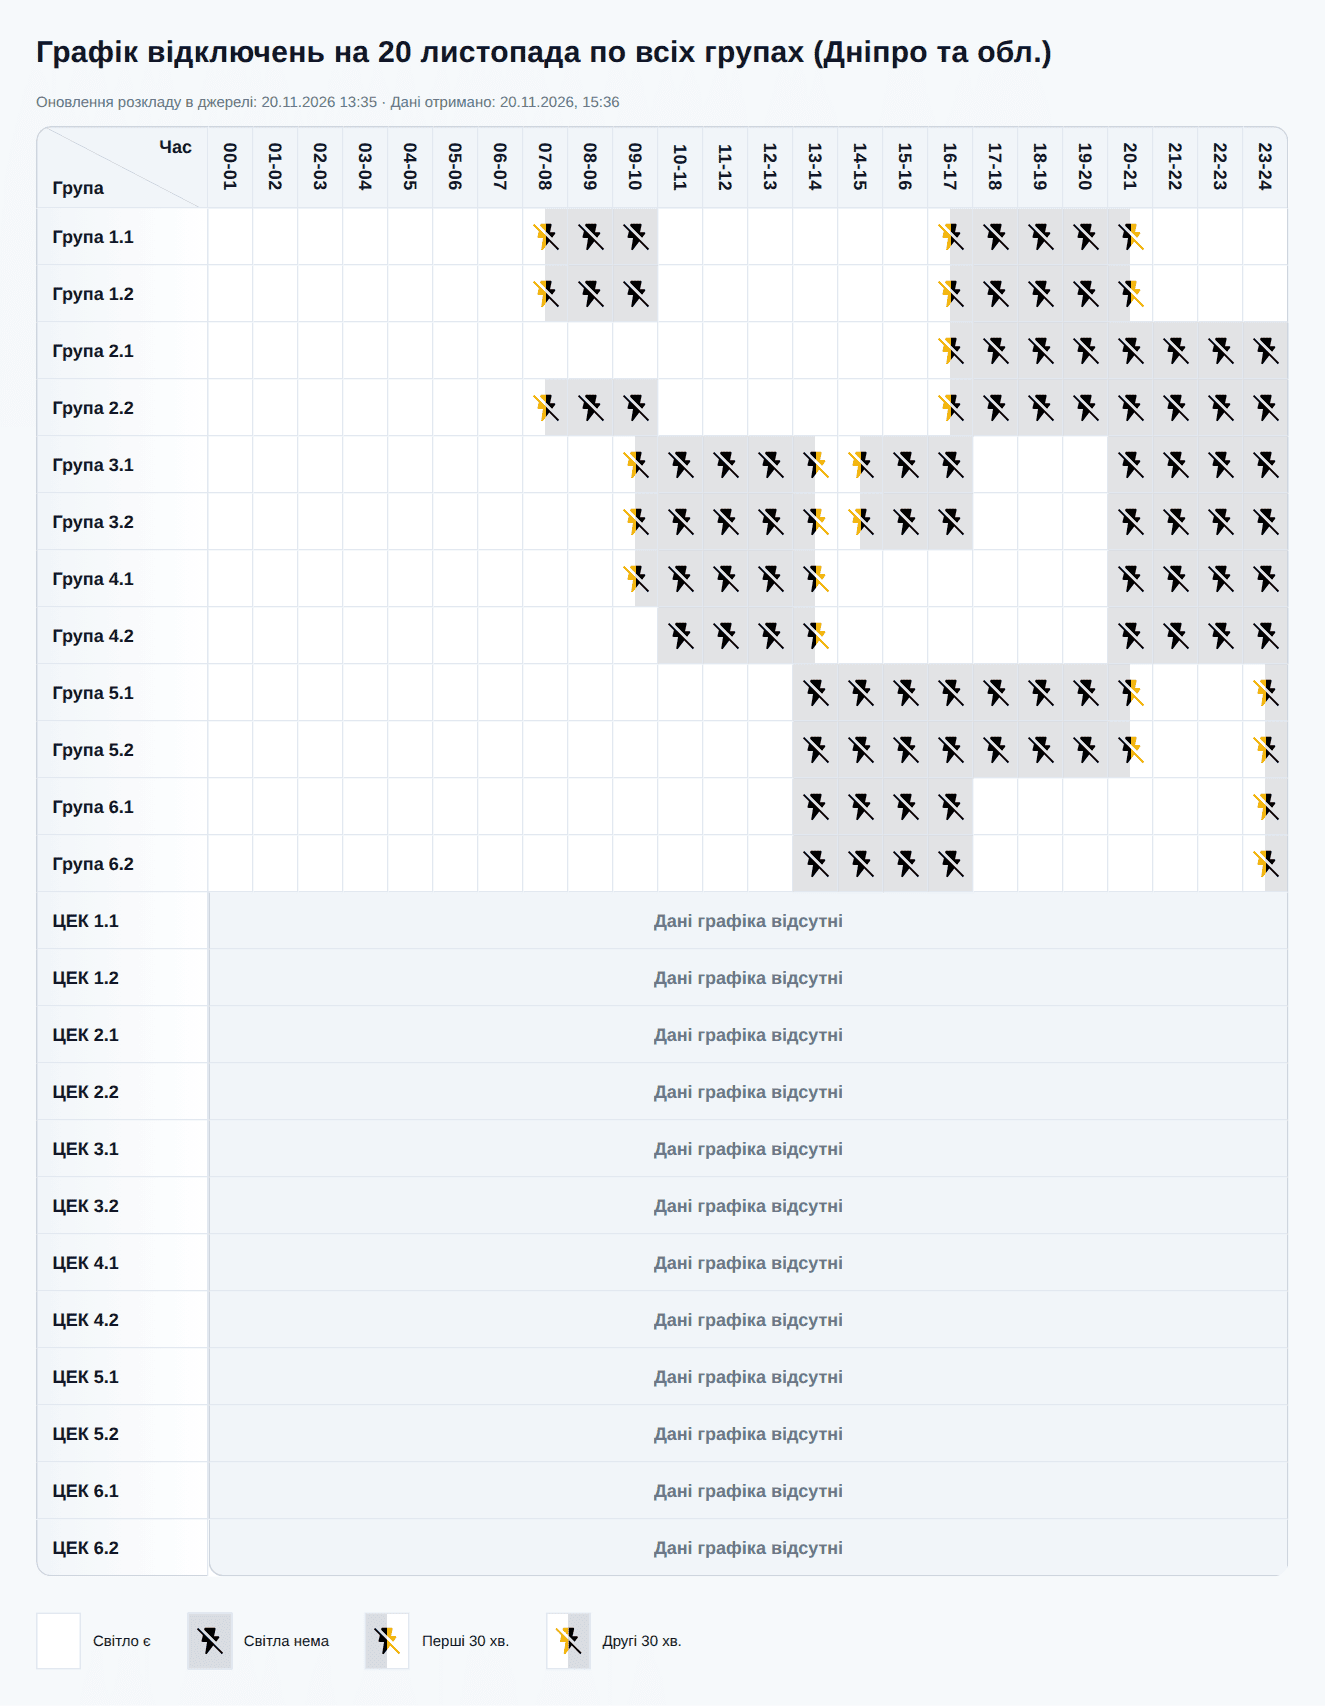 Графік відключень на 20 листопада по всіх групах (Дніпро та обл.)
Оновлення розкладу в джерелі: 20.11.2026 13:35 · Дані отримано: 20.11.2026, 15:36
Час
Група
00-01 01-02 02-03 03-04 04-05 05-06 06-07 07-08 08-09 09-10 10-11 11-12 12-13 13-14 14-15 15-16 16-17 17-18 18-19 19-20 20-21 21-22 22-23 23-24
Група 1.1
Група 1.2
Група 2.1
Група 2.2
Група 3.1
Група 3.2
Група 4.1
Група 4.2
Група 5.1
Група 5.2
Група 6.1
Група 6.2
ЦЕК 1.1 Дані графіка відсутні
ЦЕК 1.2 Дані графіка відсутні
ЦЕК 2.1 Дані графіка відсутні
ЦЕК 2.2 Дані графіка відсутні
ЦЕК 3.1 Дані графіка відсутні
ЦЕК 3.2 Дані графіка відсутні
ЦЕК 4.1 Дані графіка відсутні
ЦЕК 4.2 Дані графіка відсутні
ЦЕК 5.1 Дані графіка відсутні
ЦЕК 5.2 Дані графіка відсутні
ЦЕК 6.1 Дані графіка відсутні
ЦЕК 6.2 Дані графіка відсутні
Світло є Світла нема Перші 30 хв. Другі 30 хв.